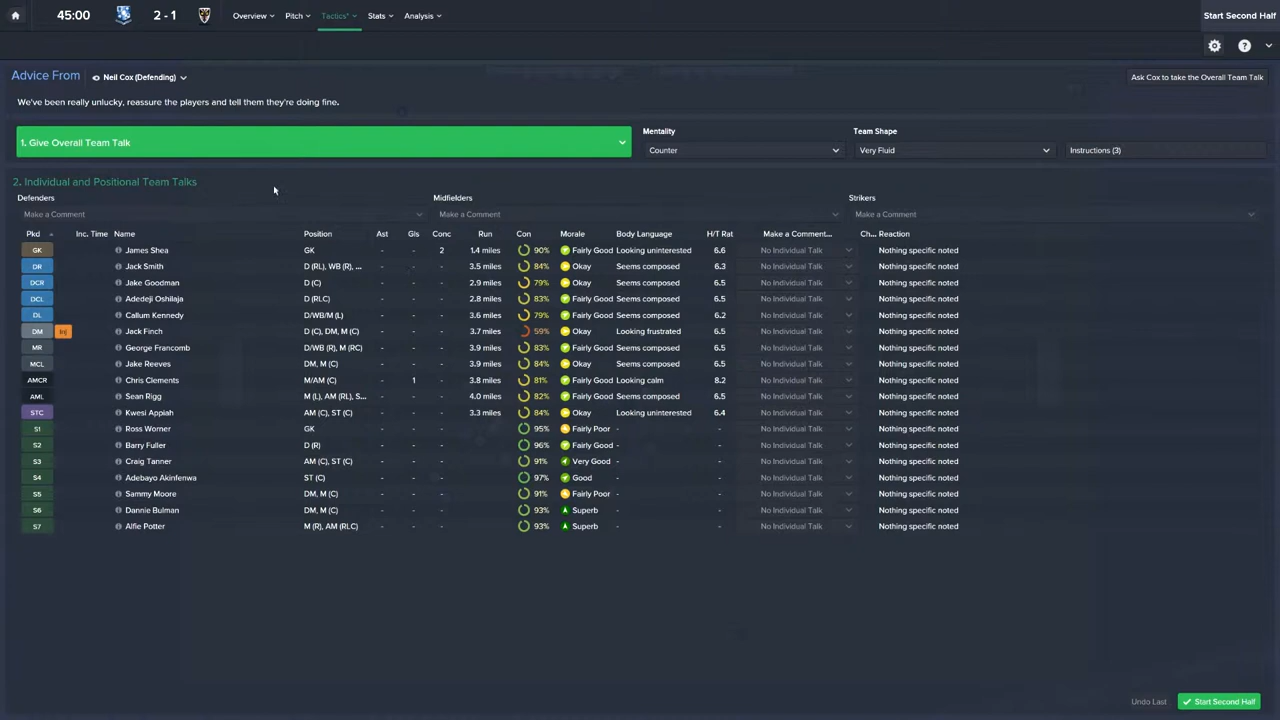 45:00 2 - 1 Overview Pitch Tactics* Stats Analysis Start Second Half
Advice From Neil Cox (Defending) Ask Cox to take the Overall Team Talk
We've been really unlucky, reassure the players and tell them they're doing fine.
Mentality Team Shape
1. Give Overall Team Talk Counter Very Fluid Instructions (3)
2. Individual and Positional Team Talks
Defenders Midfielders Strikers
Make a Comment Make a Comment Make a Comment
Pkd Inc. Time Name Position Ast Gls Conc Run Con Morale Body Language H/T Rat Make a Comment... Ch... Reaction
GK James Shea GK - - 2 1.4 miles 90% Fairly Good Looking uninterested 6.6 No Individual Talk Nothing specific noted
DR Jack Smith D (RL), WB (R), ... - - 3.5 miles 84% Okay Seems composed 6.3 No Individual Talk Nothing specific noted
DCR Jake Goodman D (C) - - 2.9 miles 79% Okay Seems composed 6.5 No Individual Talk Nothing specific noted
DCL Adedeji Oshilaja D (RLC) - - 2.8 miles 83% Fairly Good Seems composed 6.5 No Individual Talk Nothing specific noted
DL Callum Kennedy D/WB/M (L) - - 3.6 miles 79% Fairly Good Seems composed 6.2 No Individual Talk Nothing specific noted
DM Inj Jack Finch D (C), DM, M (C) - - 3.7 miles 59% Okay Looking frustrated 6.5 No Individual Talk Nothing specific noted
MR George Francomb D/WB (R), M (RC) - - 3.9 miles 83% Fairly Good Seems composed 6.5 No Individual Talk Nothing specific noted
MCL Jake Reeves DM, M (C) - - 3.9 miles 84% Okay Seems composed 6.5 No Individual Talk Nothing specific noted
AMCR Chris Clements M/AM (C) - 1 3.8 miles 81% Fairly Good Looking calm 8.2 No Individual Talk Nothing specific noted
AML Sean Rigg M (L), AM (RL), S... - - 4.0 miles 82% Fairly Good Seems composed 6.5 No Individual Talk Nothing specific noted
STC Kwesi Appiah AM (C), ST (C) - - 3.3 miles 84% Okay Looking uninterested 6.4 No Individual Talk Nothing specific noted
S1 Ross Worner GK - - 95% Fairly Poor - - No Individual Talk Nothing specific noted
S2 Barry Fuller D (R) - - 96% Fairly Good - - No Individual Talk Nothing specific noted
S3 Craig Tanner AM (C), ST (C) - - 91% Very Good - - No Individual Talk Nothing specific noted
S4 Adebayo Akinfenwa ST (C) - - 97% Good - - No Individual Talk Nothing specific noted
S5 Sammy Moore DM, M (C) - - 91% Fairly Poor - - No Individual Talk Nothing specific noted
S6 Dannie Bulman DM, M (C) - - 93% Superb - - No Individual Talk Nothing specific noted
S7 Alfie Potter M (R), AM (RLC) - - 93% Superb - - No Individual Talk Nothing specific noted
Undo Last Start Second Half